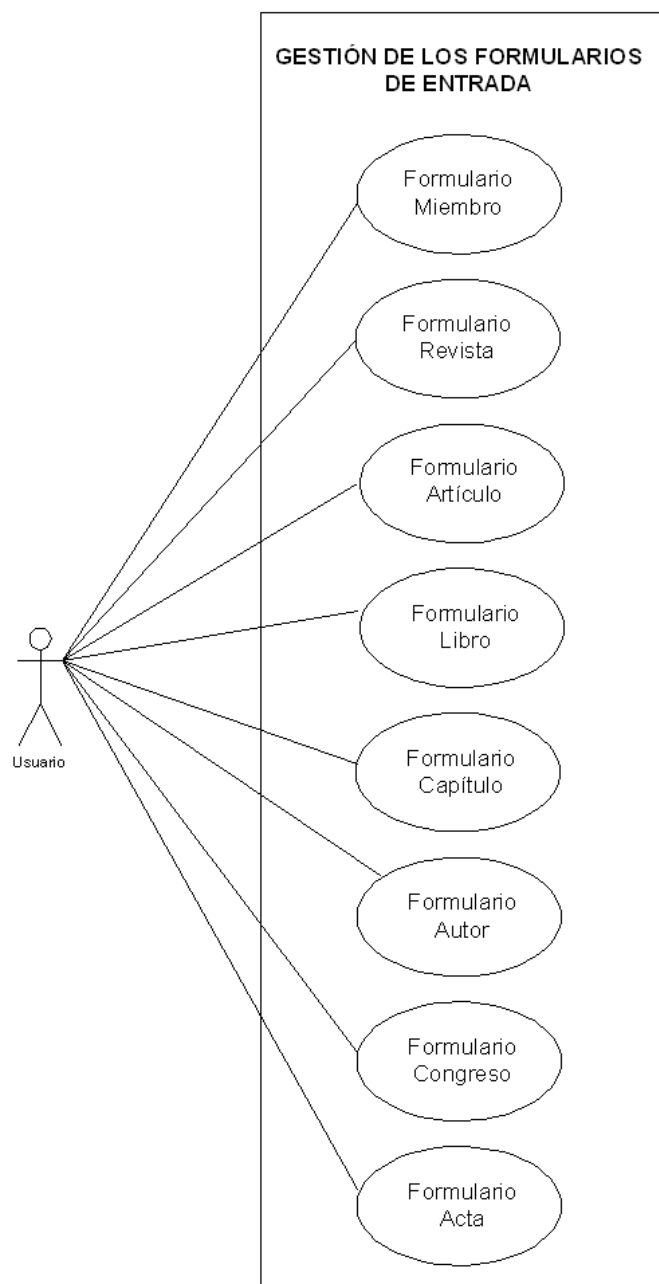 GESTIÓN DE LOS FORMULARIOS
DE ENTRADA
Formulario
Miembro
Formulario
Revista
Formulario
Artículo
Formulario
Libro
Usuario
Formulario
Capítulo
Formulario
Autor
Formulario
Congreso
Formulario
Acta